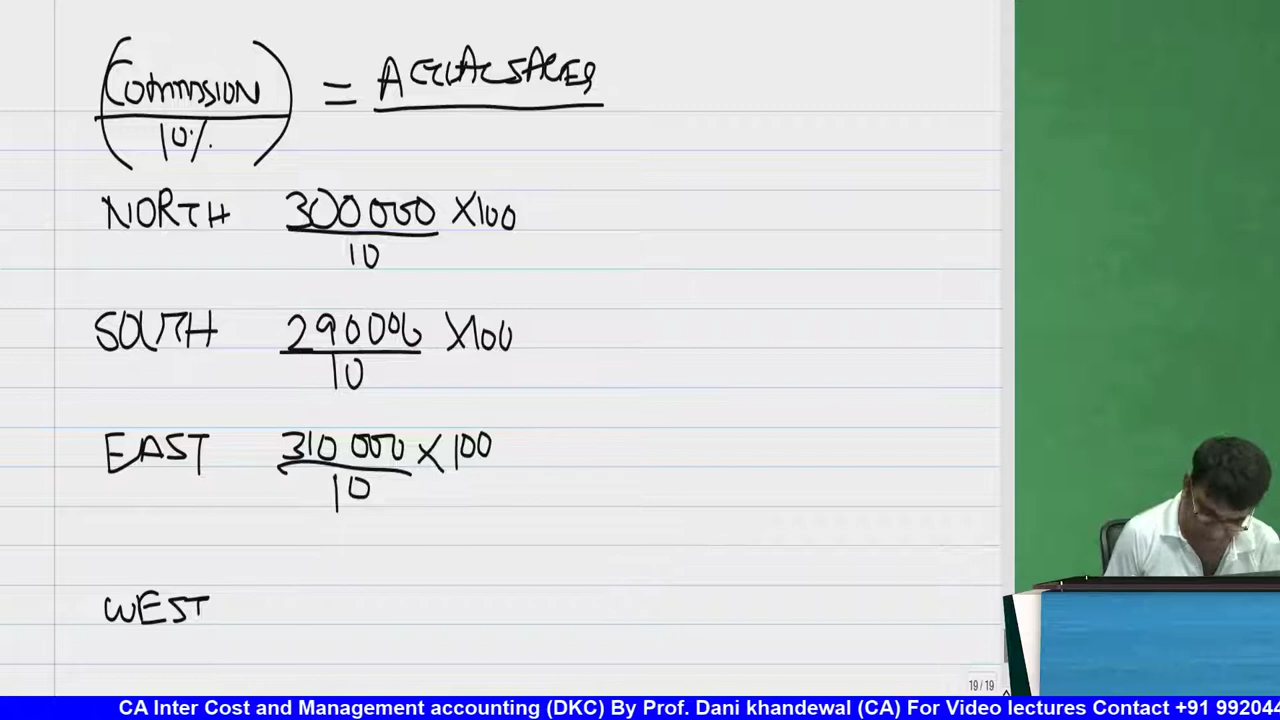 (Commission / 10%) = ACTUAL SALES
NORTH 300000 / 10 X100
SOUTH 290000 / 10 X100
EAST 310000 / 10 X 100
WEST
19 / 19
CA Inter Cost and Management accounting (DKC) By Prof. Dani khandewal (CA) For Video lectures Contact +91 992044